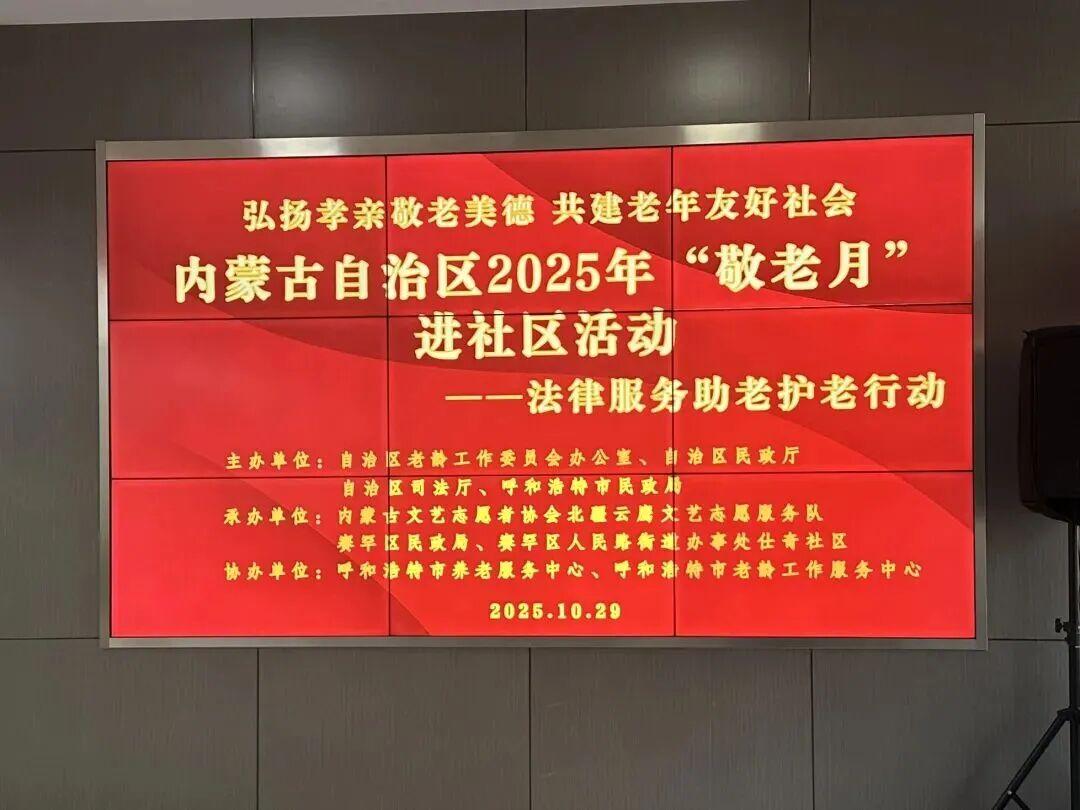 弘扬孝亲敬老美德 共建老年友好社会
内蒙古自治区2025年“敬老月”
进社区活动
——法律服务助老护老行动
主办单位：自治区老龄工作委员会办公室、自治区民政厅
自治区司法厅、呼和浩特市民政局
承办单位：内蒙古文艺志愿者协会北疆云鹰文艺志愿服务队
赛罕区民政局、赛罕区人民路街道办事处仕奇社区
协办单位：呼和浩特市养老服务中心、呼和浩特市老龄工作服务中心
2025.10.29